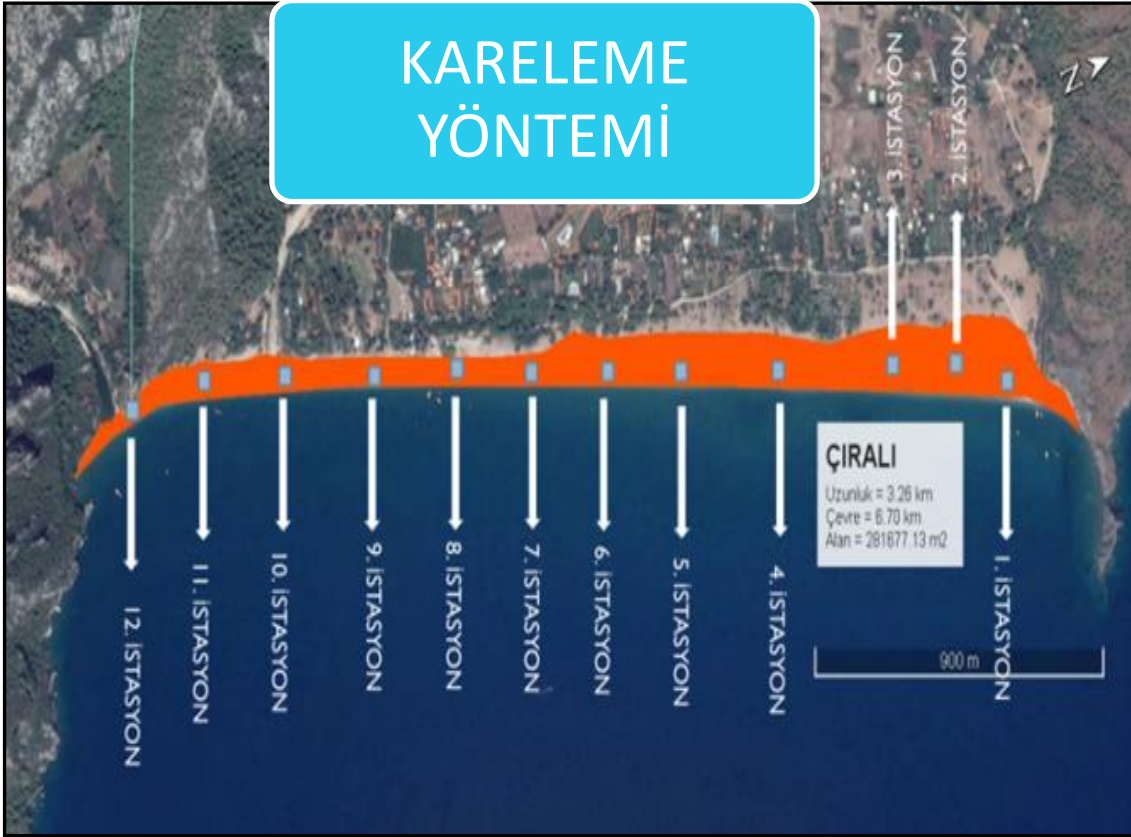 KARELEME
YÖNTEMİ
N
3. İSTASYON
2. İSTASYON
ÇIRALI
Uzunluk = 3.26 km
Çevre = 6.70 km
Alan = 281677.13 m2
900 m
12. İSTASYON
11. İSTASYON
10. İSTASYON
9. İSTASYON
8. İSTASYON
7. İSTASYON
6. İSTASYON
5. İSTASYON
4. İSTASYON
1. İSTASYON